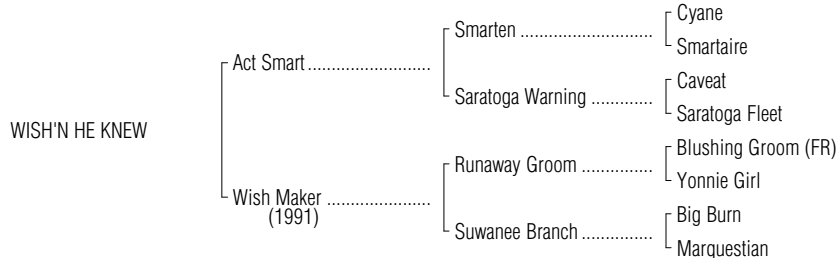 Cyane
Smarten ............................
Smartaire
Act Smart..........................
Caveat
Saratoga Warning .............
Saratoga Fleet
WISH'N HE KNEW
Blushing Groom (FR)
Runaway Groom ...............
Yonnie Girl
Wish Maker ......................
(1991)
Big Burn
Suwanee Branch ...............
Marquestian